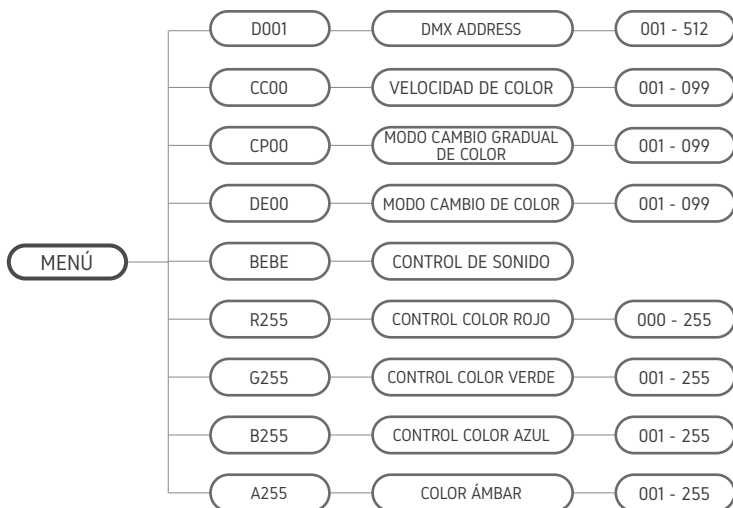 D001 DMX ADDRESS 001 - 512
CC00 VELOCIDAD DE COLOR 001 - 099
CP00 MODO CAMBIO GRADUAL
DE COLOR 001 - 099
DE00 MODO CAMBIO DE COLOR 001 - 099
MENÚ
BEBE CONTROL DE SONIDO
R255 CONTROL COLOR ROJO 000 - 255
G255 CONTROL COLOR VERDE 001 - 255
B255 CONTROL COLOR AZUL 001 - 255
A255 COLOR ÁMBAR 001 - 255